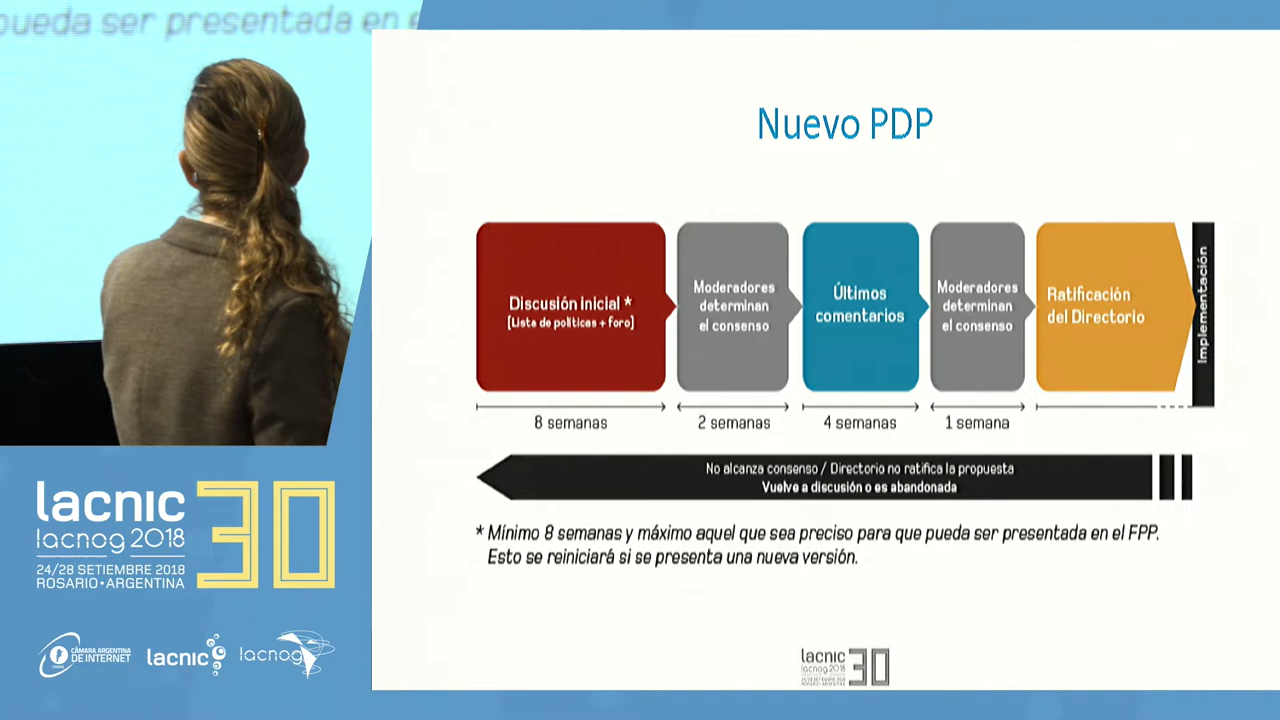 pueda ser presentada en e
Nuevo PDP
Discusión inicial *
[Lista de políticas + foro]
Moderadores
determinan
el consenso
Últimos
comentarios
Moderadores
determinan
el consenso
Ratificación
del Directorio
Implementación
8 semanas
2 semanas
4 semanas
1 semana
No alcanza consenso / Directorio no ratifica la propuesta
Vuelve a discusión o es abandonada
* Mínimo 8 semanas y máximo aquel que sea preciso para que pueda ser presentada en el FPP.
Esto se reiniciará si se presenta una nueva versión.
lacnic 30
lacnog 2018
24/28 SETIEMBRE 2018
ROSARIO • ARGENTINA
CÁMARA ARGENTINA
DE INTERNET
lacnic
lacnog
lacnic 30
lacnog 2018